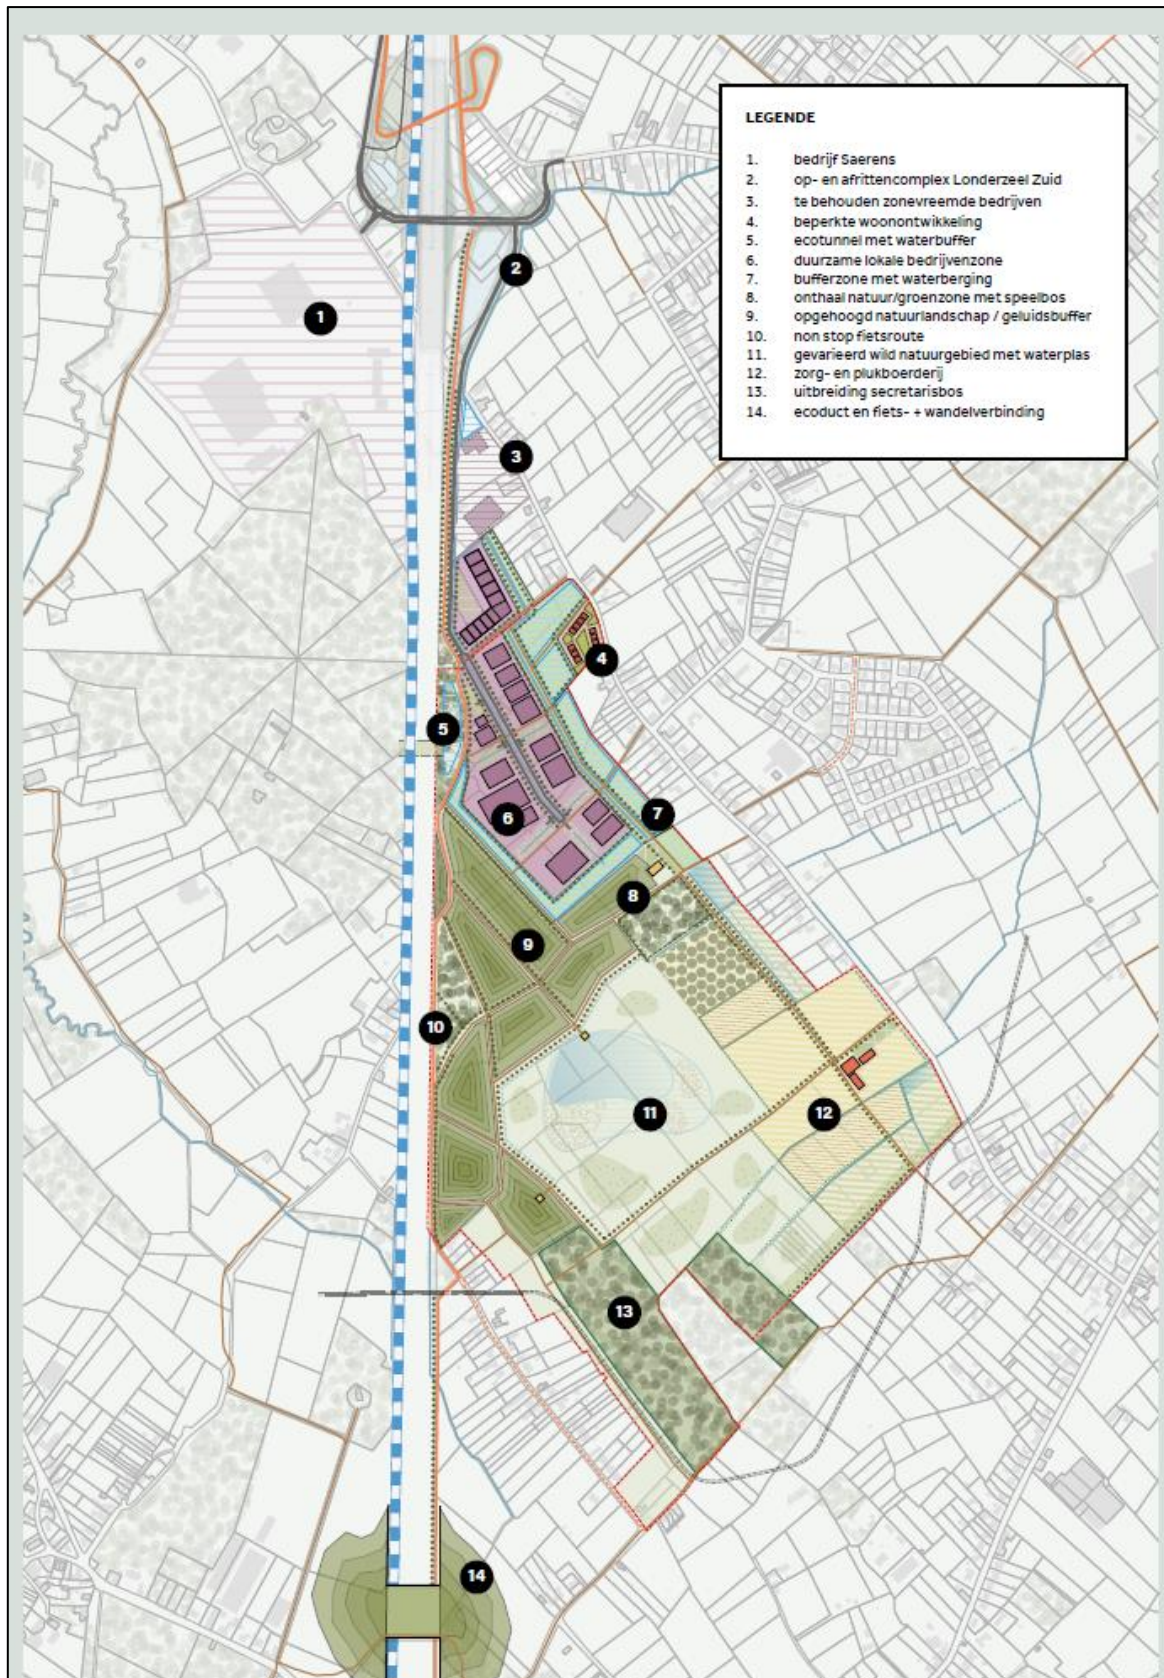 LEGENDE
1. bedrijf Saerens
2. op- en afrittencomplex Londerzeel Zuid
3. te behouden zonevreemde bedrijven
4. beperkte woonontwikkeling
5. ecotunnel met waterbuffer
6. duurzame lokale bedrijvenzone
7. bufferzone met waterberging
8. onthaal natuur/groenzone met speelbos
9. opgehoogd natuurlandschap / geluidsbuffer
10. non stop fietsroute
11. gevarieerd wild natuurgebied met waterplas
12. zorg- en plukboerderij
13. uitbreiding secretarisbos
14. ecoduct en fiets- + wandelverbinding
2
1
3
4
5
7
6
8
9
10
11
12
13
14